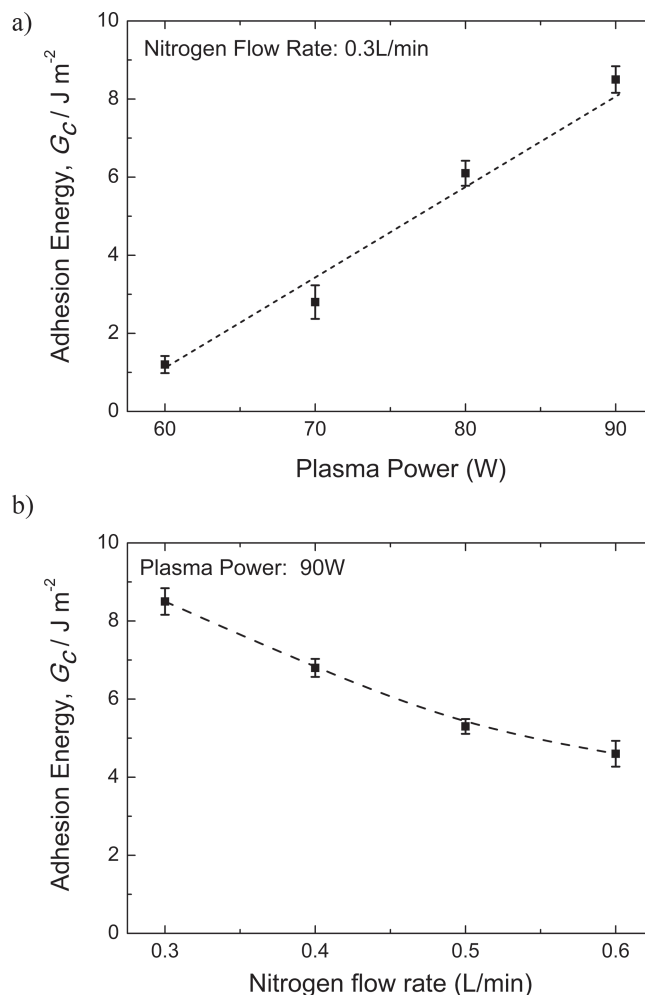 a)
Nitrogen Flow Rate: 0.3L/min
Adhesion Energy, G_C / J m⁻²
10
8
6
4
2
0
60 70 80 90
Plasma Power (W)
b)
Plasma Power: 90W
Adhesion Energy, G_C / J m⁻²
10
8
6
4
2
0
0.3 0.4 0.5 0.6
Nitrogen flow rate (L/min)